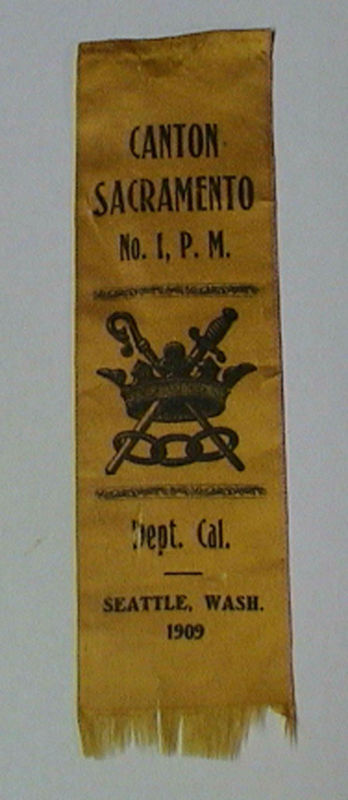 CANTON
SACRAMENTO
No. 1, P. M.
Dept. Cal.
SEATTLE, WASH.
1909